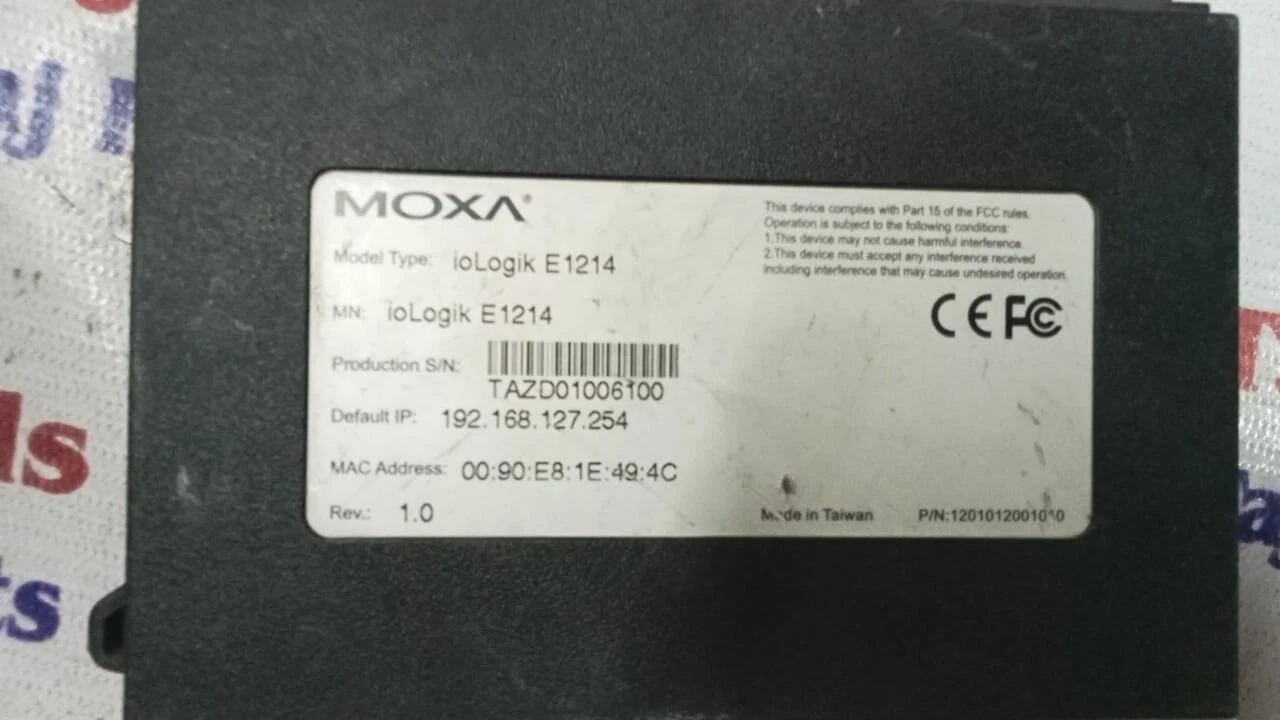 MOXA®
Model Type: ioLogik E1214
MN: ioLogik E1214
Production S/N:
TAZD01006100
Default IP: 192.168.127.254
MAC Address: 00:90:E8:1E:49:4C
Rev.: 1.0
This device complies with Part 15 of the FCC rules.
Operation is subject to the following conditions:
1.This device may not cause harmful interference.
2.This device must accept any interference received
including interference that may cause undesired operation
CE FC
Made in Taiwan
P/N:1201012001010
ls
ts